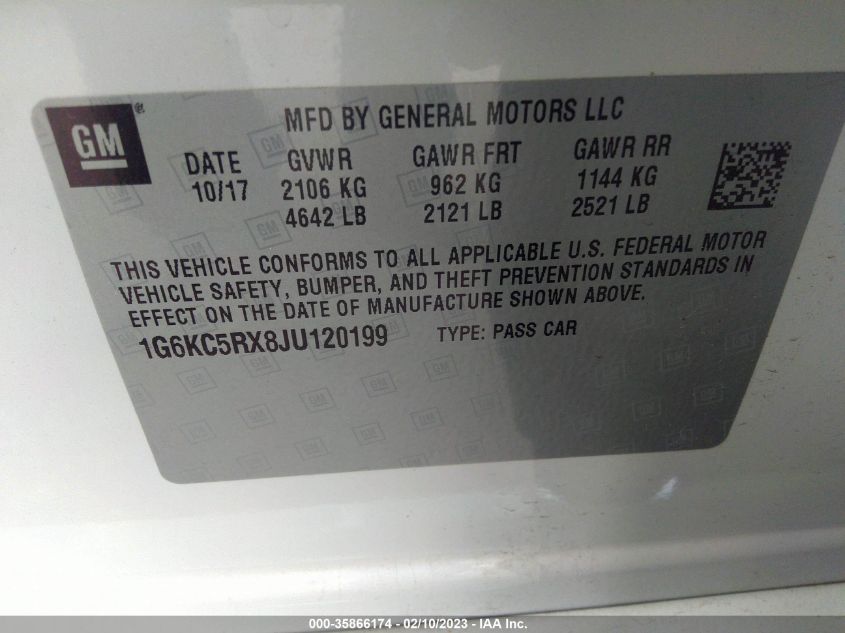 GM ®
MFD BY GENERAL MOTORS LLC
DATE GVWR GAWR FRT GAWR RR
10/17 2106 KG 962 KG 1144 KG
4642 LB 2121 LB 2521 LB
THIS VEHICLE CONFORMS TO ALL APPLICABLE U.S. FEDERAL MOTOR
VEHICLE SAFETY, BUMPER, AND THEFT PREVENTION STANDARDS IN
EFFECT ON THE DATE OF MANUFACTURE SHOWN ABOVE.
1G6KC5RX8JU120199 TYPE: PASS CAR
000-35866174 - 02/10/2023 - IAA Inc.